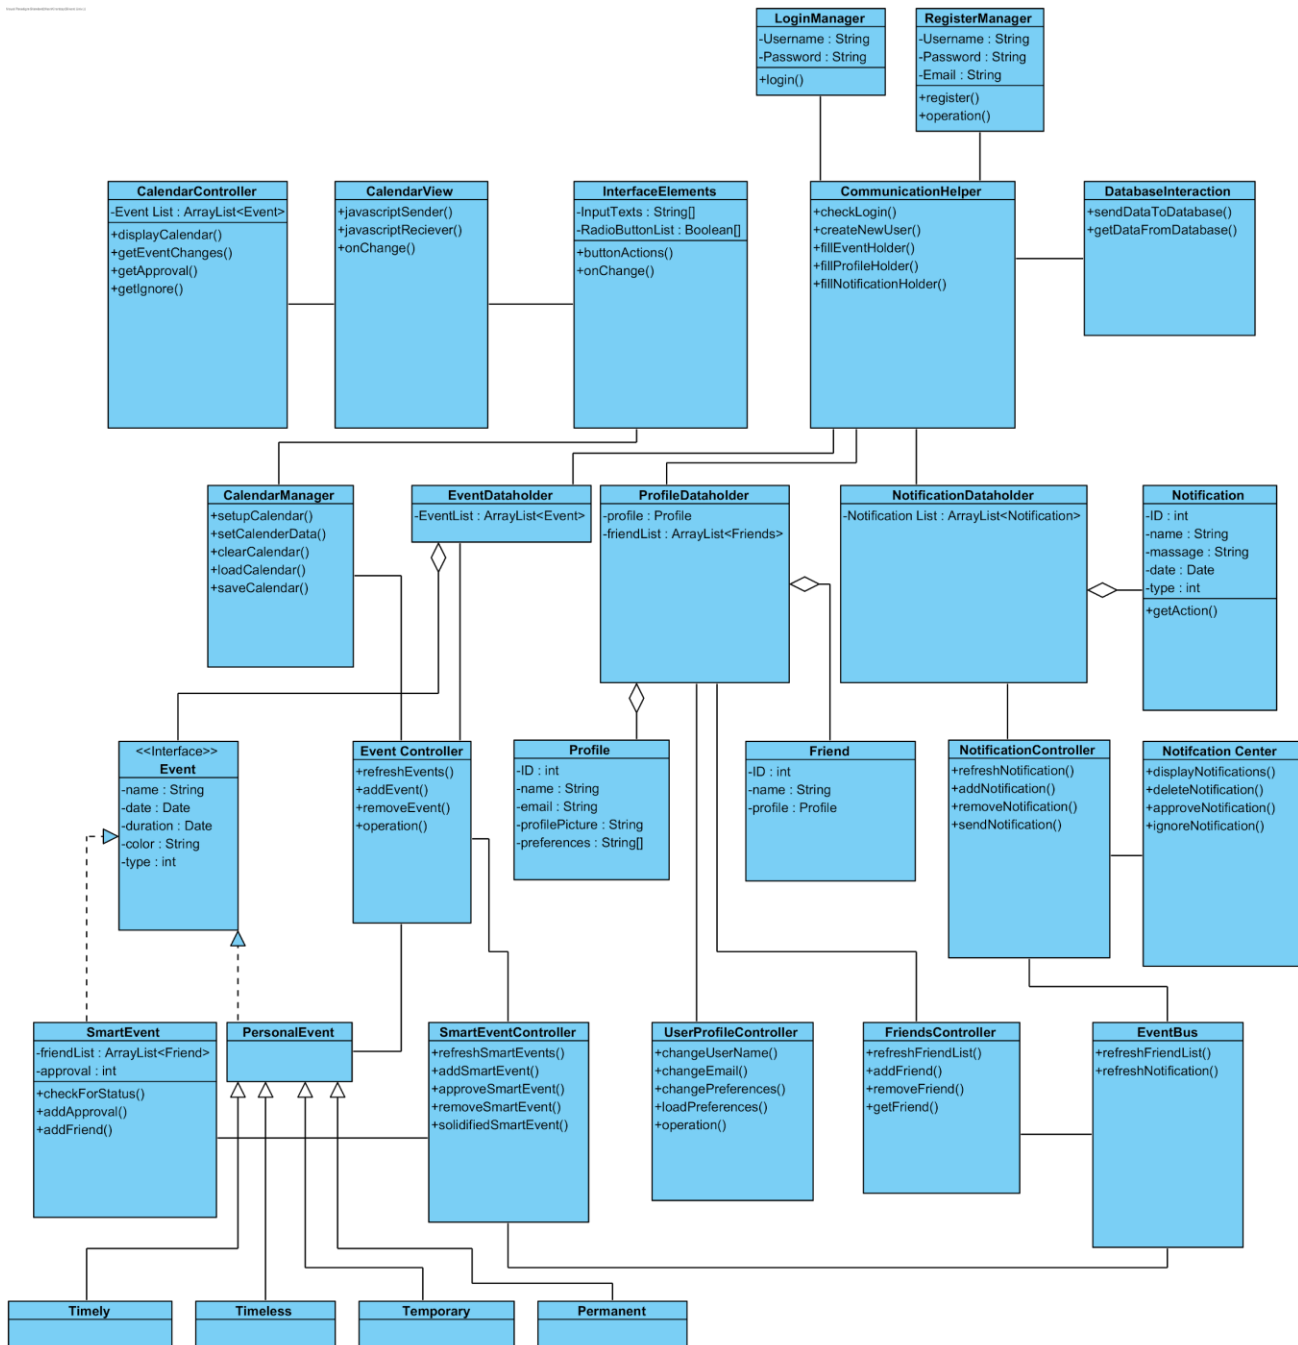 LoginManager
-Username : String
-Password : String
+login()
RegisterManager
-Username : String
-Password : String
-Email : String
+register()
+operation()
CalendarController
-Event List : ArrayList<Event>
+displayCalendar()
+getEventChanges()
+getApproval()
+getIgnore()
CalendarView
+javascriptSender()
+javascriptReciever()
+onChange()
InterfaceElements
-InputTexts : String[]
-RadioButtonList : Boolean[]
+buttonActions()
+onChange()
CommunicationHelper
+checkLogin()
+createNewUser()
+fillEventHolder()
+fillProfileHolder()
+fillNotificationHolder()
DatabaseInteraction
+sendDataToDatabase()
+getDataFromDatabase()
CalendarManager
+setupCalendar()
+setCalenderData()
+clearCalendar()
+loadCalendar()
+saveCalendar()
EventDataholder
-EventList : ArrayList<Event>
ProfileDataholder
-profile : Profile
-friendList : ArrayList<Friends>
NotificationDataholder
-Notification List : ArrayList<Notification>
Notification
-ID : int
-name : String
-massage : String
-date : Date
-type : int
+getAction()
<<Interface>>
Event
-name : String
-date : Date
-duration : Date
-color : String
-type : int
Event Controller
+refreshEvents()
+addEvent()
+removeEvent()
+operation()
Profile
-ID : int
-name : String
-email : String
-profilePicture : String
-preferences : String[]
Friend
-ID : int
-name : String
-profile : Profile
NotificationController
+refreshNotification()
+addNotification()
+removeNotification()
+sendNotification()
Notifcation Center
+displayNotifications()
+deleteNotification()
+approveNotification()
+ignoreNotification()
SmartEvent
-friendList : ArrayList<Friend>
-approval : int
+checkForStatus()
+addApproval()
+addFriend()
PersonalEvent
SmartEventController
+refreshSmartEvents()
+addSmartEvent()
+approveSmartEvent()
+removeSmartEvent()
+solidifiedSmartEvent()
UserProfileController
+changeUserName()
+changeEmail()
+changePreferences()
+loadPreferences()
+operation()
FriendsController
+refreshFriendList()
+addFriend()
+removeFriend()
+getFriend()
EventBus
+refreshFriendList()
+refreshNotification()
Timely
Timeless
Temporary
Permanent